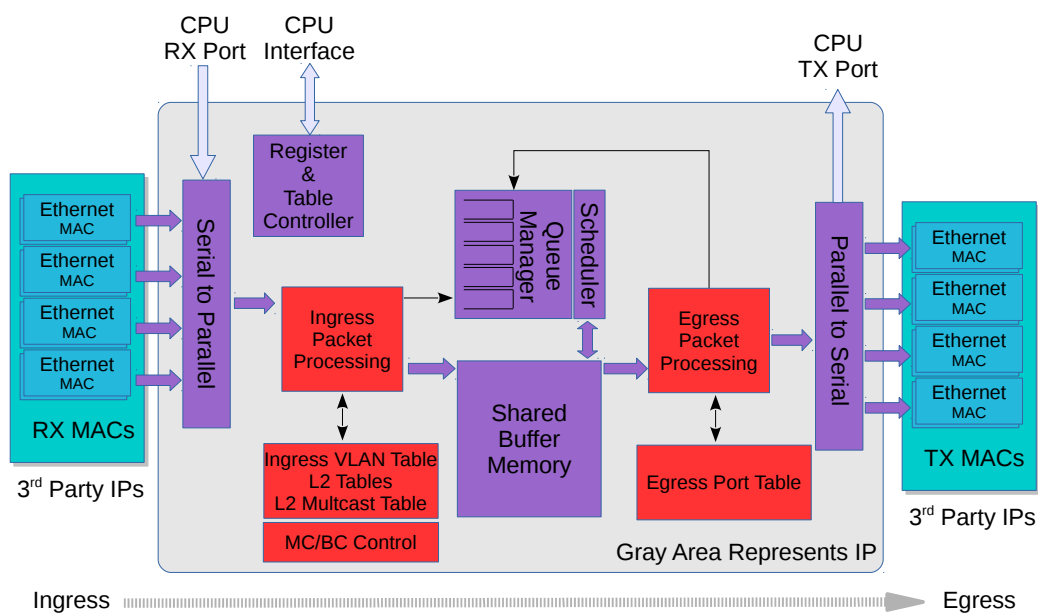 CPU
RX Port
CPU
Interface
CPU
TX Port
Register
&
Table
Controller
Ethernet
MAC
Ethernet
MAC
Ethernet
MAC
Ethernet
MAC
RX MACs
3rd Party IPs
Serial to Parallel
Ingress
Packet
Processing
Ingress VLAN Table
L2 Tables
L2 Multcast Table
MC/BC Control
Queue
Manager
Scheduler
Shared
Buffer
Memory
Egress
Packet
Processing
Egress Port Table
Parallel to Serial
Ethernet
MAC
Ethernet
MAC
Ethernet
MAC
Ethernet
MAC
TX MACs
3rd Party IPs
Gray Area Represents IP
Ingress
Egress